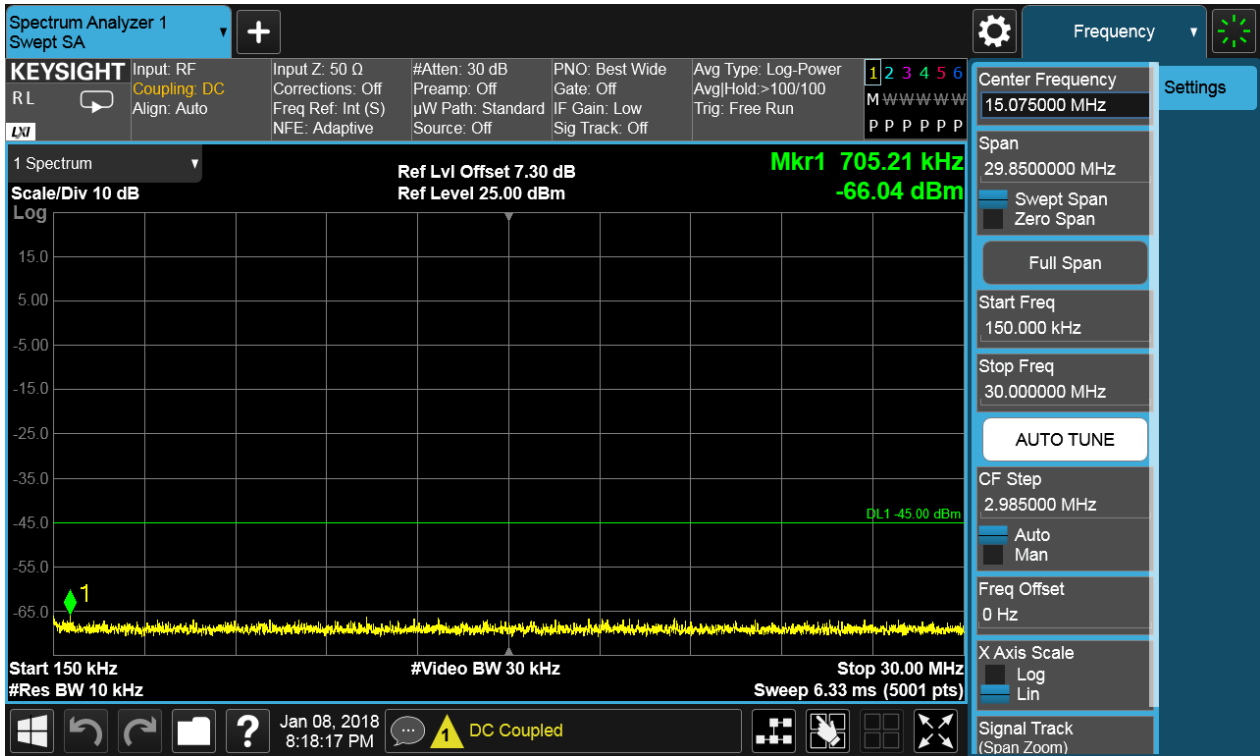 Spectrum Analyzer 1
Swept SA
+
Frequency
KEYSIGHT
RL
LXI
Input: RF
Coupling: DC
Align: Auto
Input Z: 50 Ω
Corrections: Off
Freq Ref: Int (S)
NFE: Adaptive
#Atten: 30 dB
Preamp: Off
µW Path: Standard
Source: Off
PNO: Best Wide
Gate: Off
IF Gain: Low
Sig Track: Off
Avg Type: Log-Power
Avg|Hold:>100/100
Trig: Free Run
1 2 3 4 5 6
M W W W W W
P P P P P P
1 Spectrum
Scale/Div 10 dB
Log
Ref Lvl Offset 7.30 dB
Ref Level 25.00 dBm
Mkr1 705.21 kHz
-66.04 dBm
15.0
5.00
-5.00
-15.0
-25.0
-35.0
-45.0
-55.0
-65.0
DL1 -45.00 dBm
1
Start 150 kHz
#Res BW 10 kHz
#Video BW 30 kHz
Stop 30.00 MHz
Sweep 6.33 ms (5001 pts)
Center Frequency
15.075000 MHz
Span
29.8500000 MHz
Swept Span
Zero Span
Full Span
Start Freq
150.000 kHz
Stop Freq
30.000000 MHz
AUTO TUNE
CF Step
2.985000 MHz
Auto
Man
Freq Offset
0 Hz
X Axis Scale
Log
Lin
Signal Track
(Span Zoom)
Settings
?
Jan 08, 2018
8:18:17 PM
1
DC Coupled